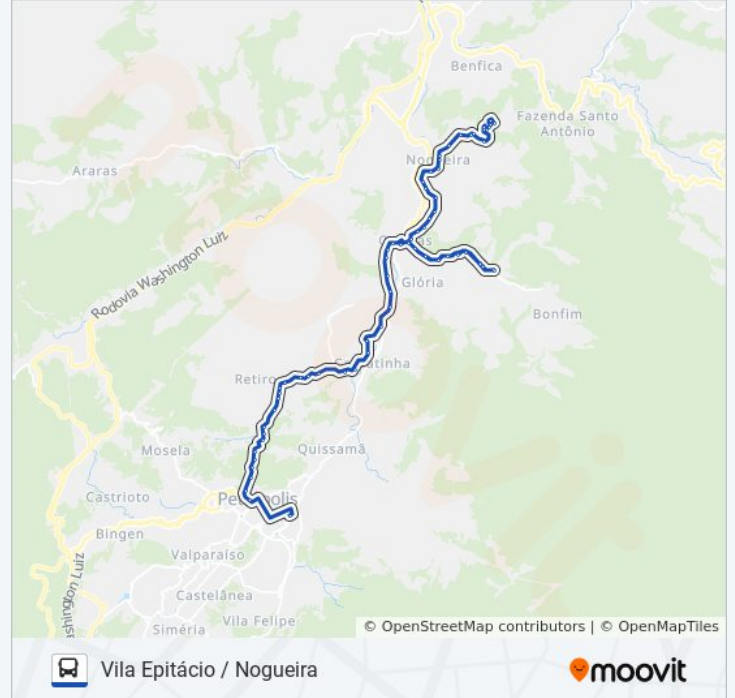 Benfica
Fazenda Santo
Antônio
Nogueira
Araras
Rodovia Washington Luiz
Glória
Bonfim
Retiro
Mosela
Quissamã
Castrioto
Petrópolis
Bingen
Valparaíso
Castelânea
Vila Felipe
Siméria
© OpenStreetMap contributors | © OpenMapTiles
Vila Epitácio / Nogueira
moovit